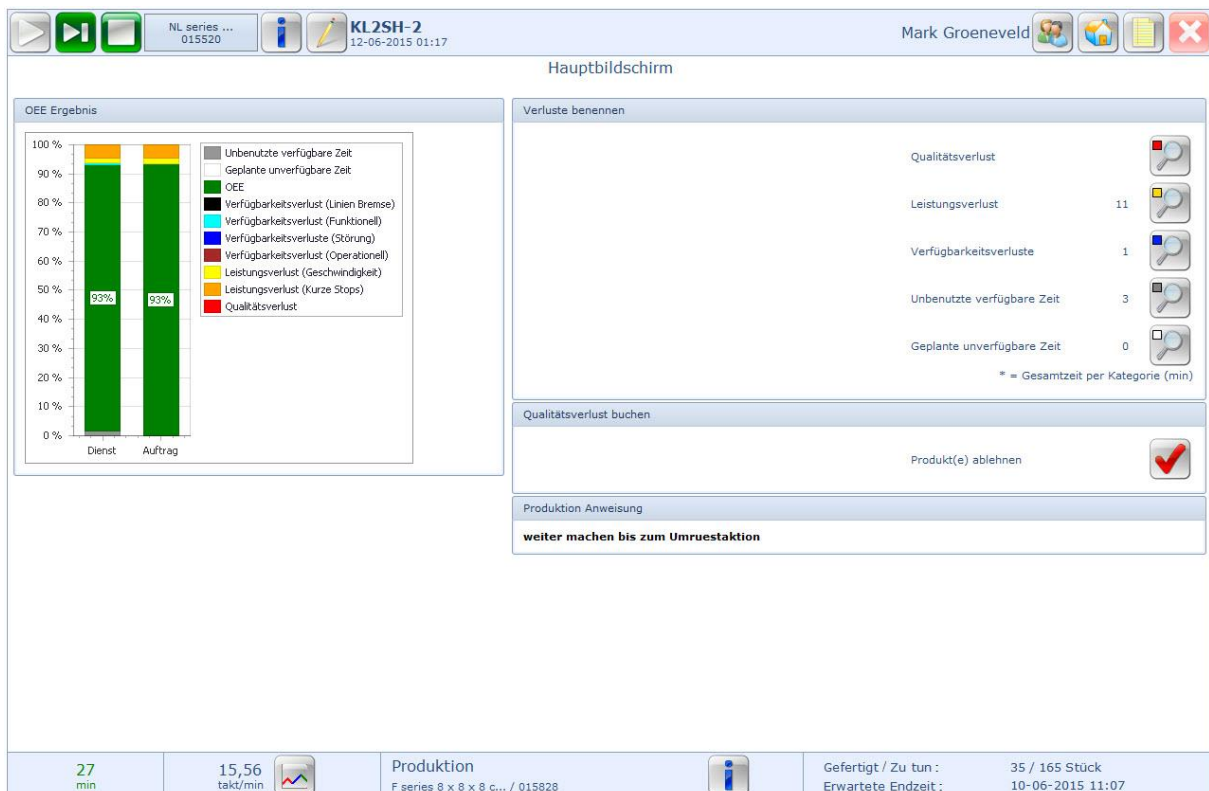 NL series ...
015520
KL2SH-2
12-06-2015 01:17
Mark Groeneveld
Hauptbildschirm
OEE Ergebnis
100 %
90 %
80 %
70 %
60 %
50 %
40 %
30 %
20 %
10 %
0 %
93%
93%
Dienst
Auftrag
Unbenutzte verfügbare Zeit
Geplante unverfügbare Zeit
OEE
Verfügbarkeitsverlust (Linien Bremse)
Verfügbarkeitsverlust (Funktionell)
Verfügbarkeitsverluste (Störung)
Verfügbarkeitsverlust (Operationell)
Leistungsverlust (Geschwindigkeit)
Leistungsverlust (Kurze Stops)
Qualitätsverlust
Verluste benennen
Qualitätsverlust
Leistungsverlust 11
Verfügbarkeitsverluste 1
Unbenutzte verfügbare Zeit 3
Geplante unverfügbare Zeit 0
* = Gesamtzeit per Kategorie (min)
Qualitätsverlust buchen
Produkt(e) ablehnen
Produktion Anweisung
weiter machen bis zum Umruestaktion
27
min
15,56
takt/min
Produktion
F series 8 x 8 x 8 c... / 015828
Gefertigt / Zu tun : 35 / 165 Stück
Erwartete Endzeit : 10-06-2015 11:07